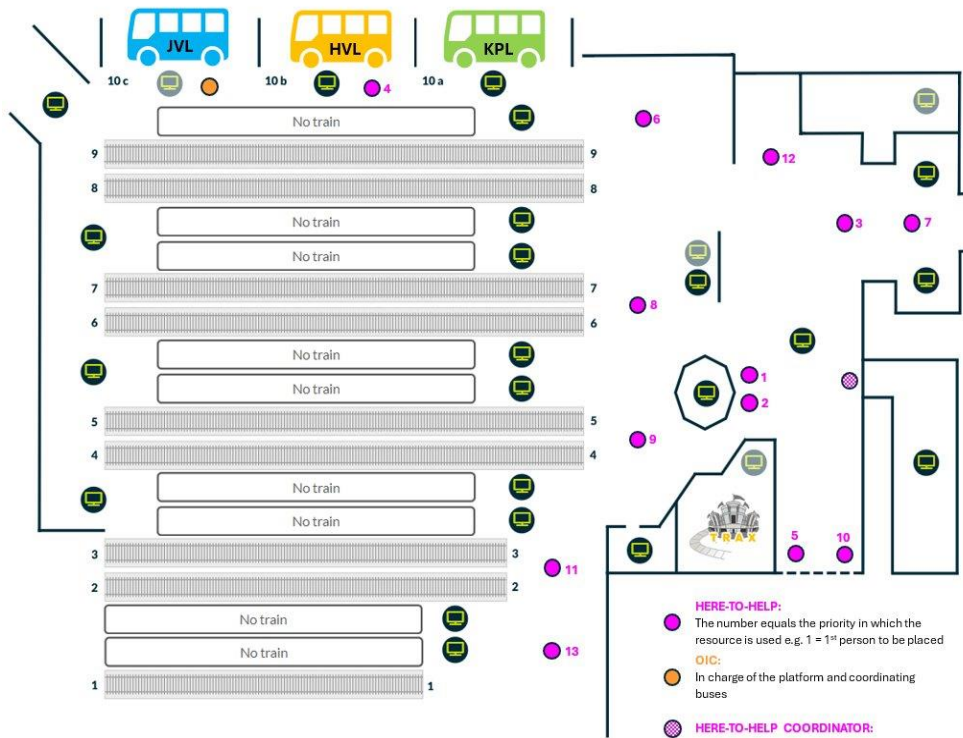 JVL
HVL
KPL
10 c
10 b
4
10 a
No train
6
9
9
12
8
8
No train
3
7
No train
7
7
8
6
6
No train
1
No train
2
5
5
9
4
4
No train
No train
TRAX
5
10
3
3
11
2
2
No train
No train
13
1
1
HERE-TO-HELP:
The number equals the priority in which the
resource is used e.g. 1 = 1st person to be placed
OIC:
In charge of the platform and coordinating
buses
HERE-TO-HELP COORDINATOR: